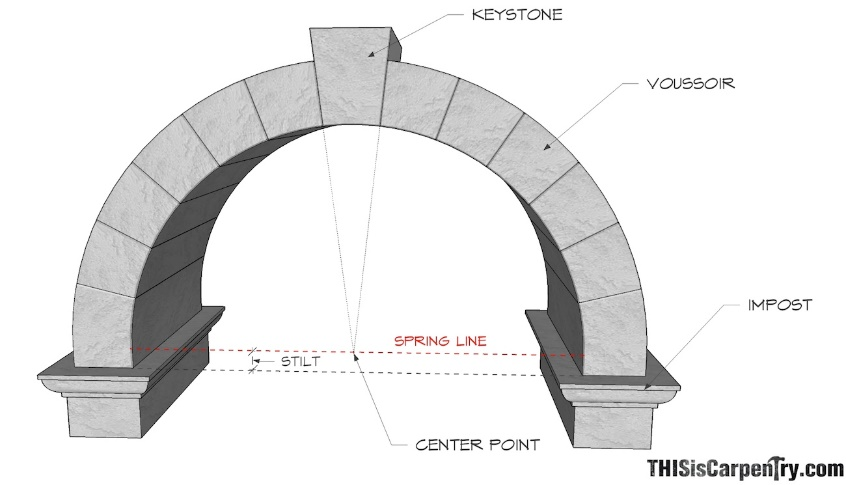 KEYSTONE
VOUSSOIR
IMPOST
SPRING LINE
STILT
CENTER POINT
THISisCarpenTry.com